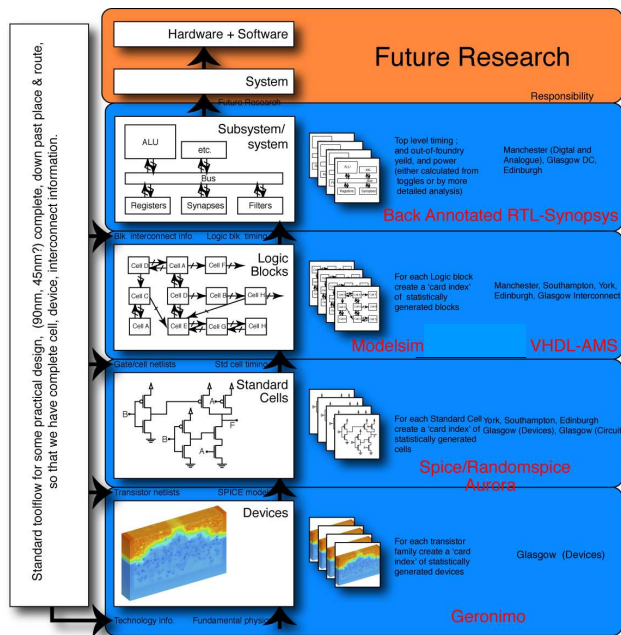 Hardware + Software
System
Future Research
Future Research
Responsibility
Standard toolflow for some practical design,  (90nm, 45nm?) complete, down past place & route,
so that we have complete cell, device, interconnect information.
Subsystem/
system
ALU
etc.
Bus
Registers
Synapses
Filters
Top level timing ;
and out-of-foundry
yeild, and power
(either calculated from
toggles or by more
detailed analysis)
Manchester (Digtal and
Analogue), Glasgow DC,
Edinburgh
Back Annotated RTL-Synopsys
Blk. interconnect info.
Logic blk. timing
Logic
Blocks
Cell D
Cell A
Cell F
Cell C
Cell D
Cell B
Cell H
Cell A
Cell E
Cell G
Cell H
For each Logic block
create a 'card index' of
statistically
generated blocks
Manchester, Southampton, York,
Edinburgh, Glasgow Interconnect
Modelsim
VHDL-AMS
Gate/cell netlists
Std cell timing
Standard
Cells
A
B
F
B
A
For each Standard Cell
create a 'card index' of
statistically generated
cells
York, Southampton, Edinburgh
Glasgow (Devices), Glasgow (Circuit
Spice/Randomspice
Aurora
Transistor netlists
SPICE model
Devices
For each transistor
family create a 'card
index' of statistically
generated devices
Glasgow  (Devices)
Geronimo
Technology info.
Fundamental physic